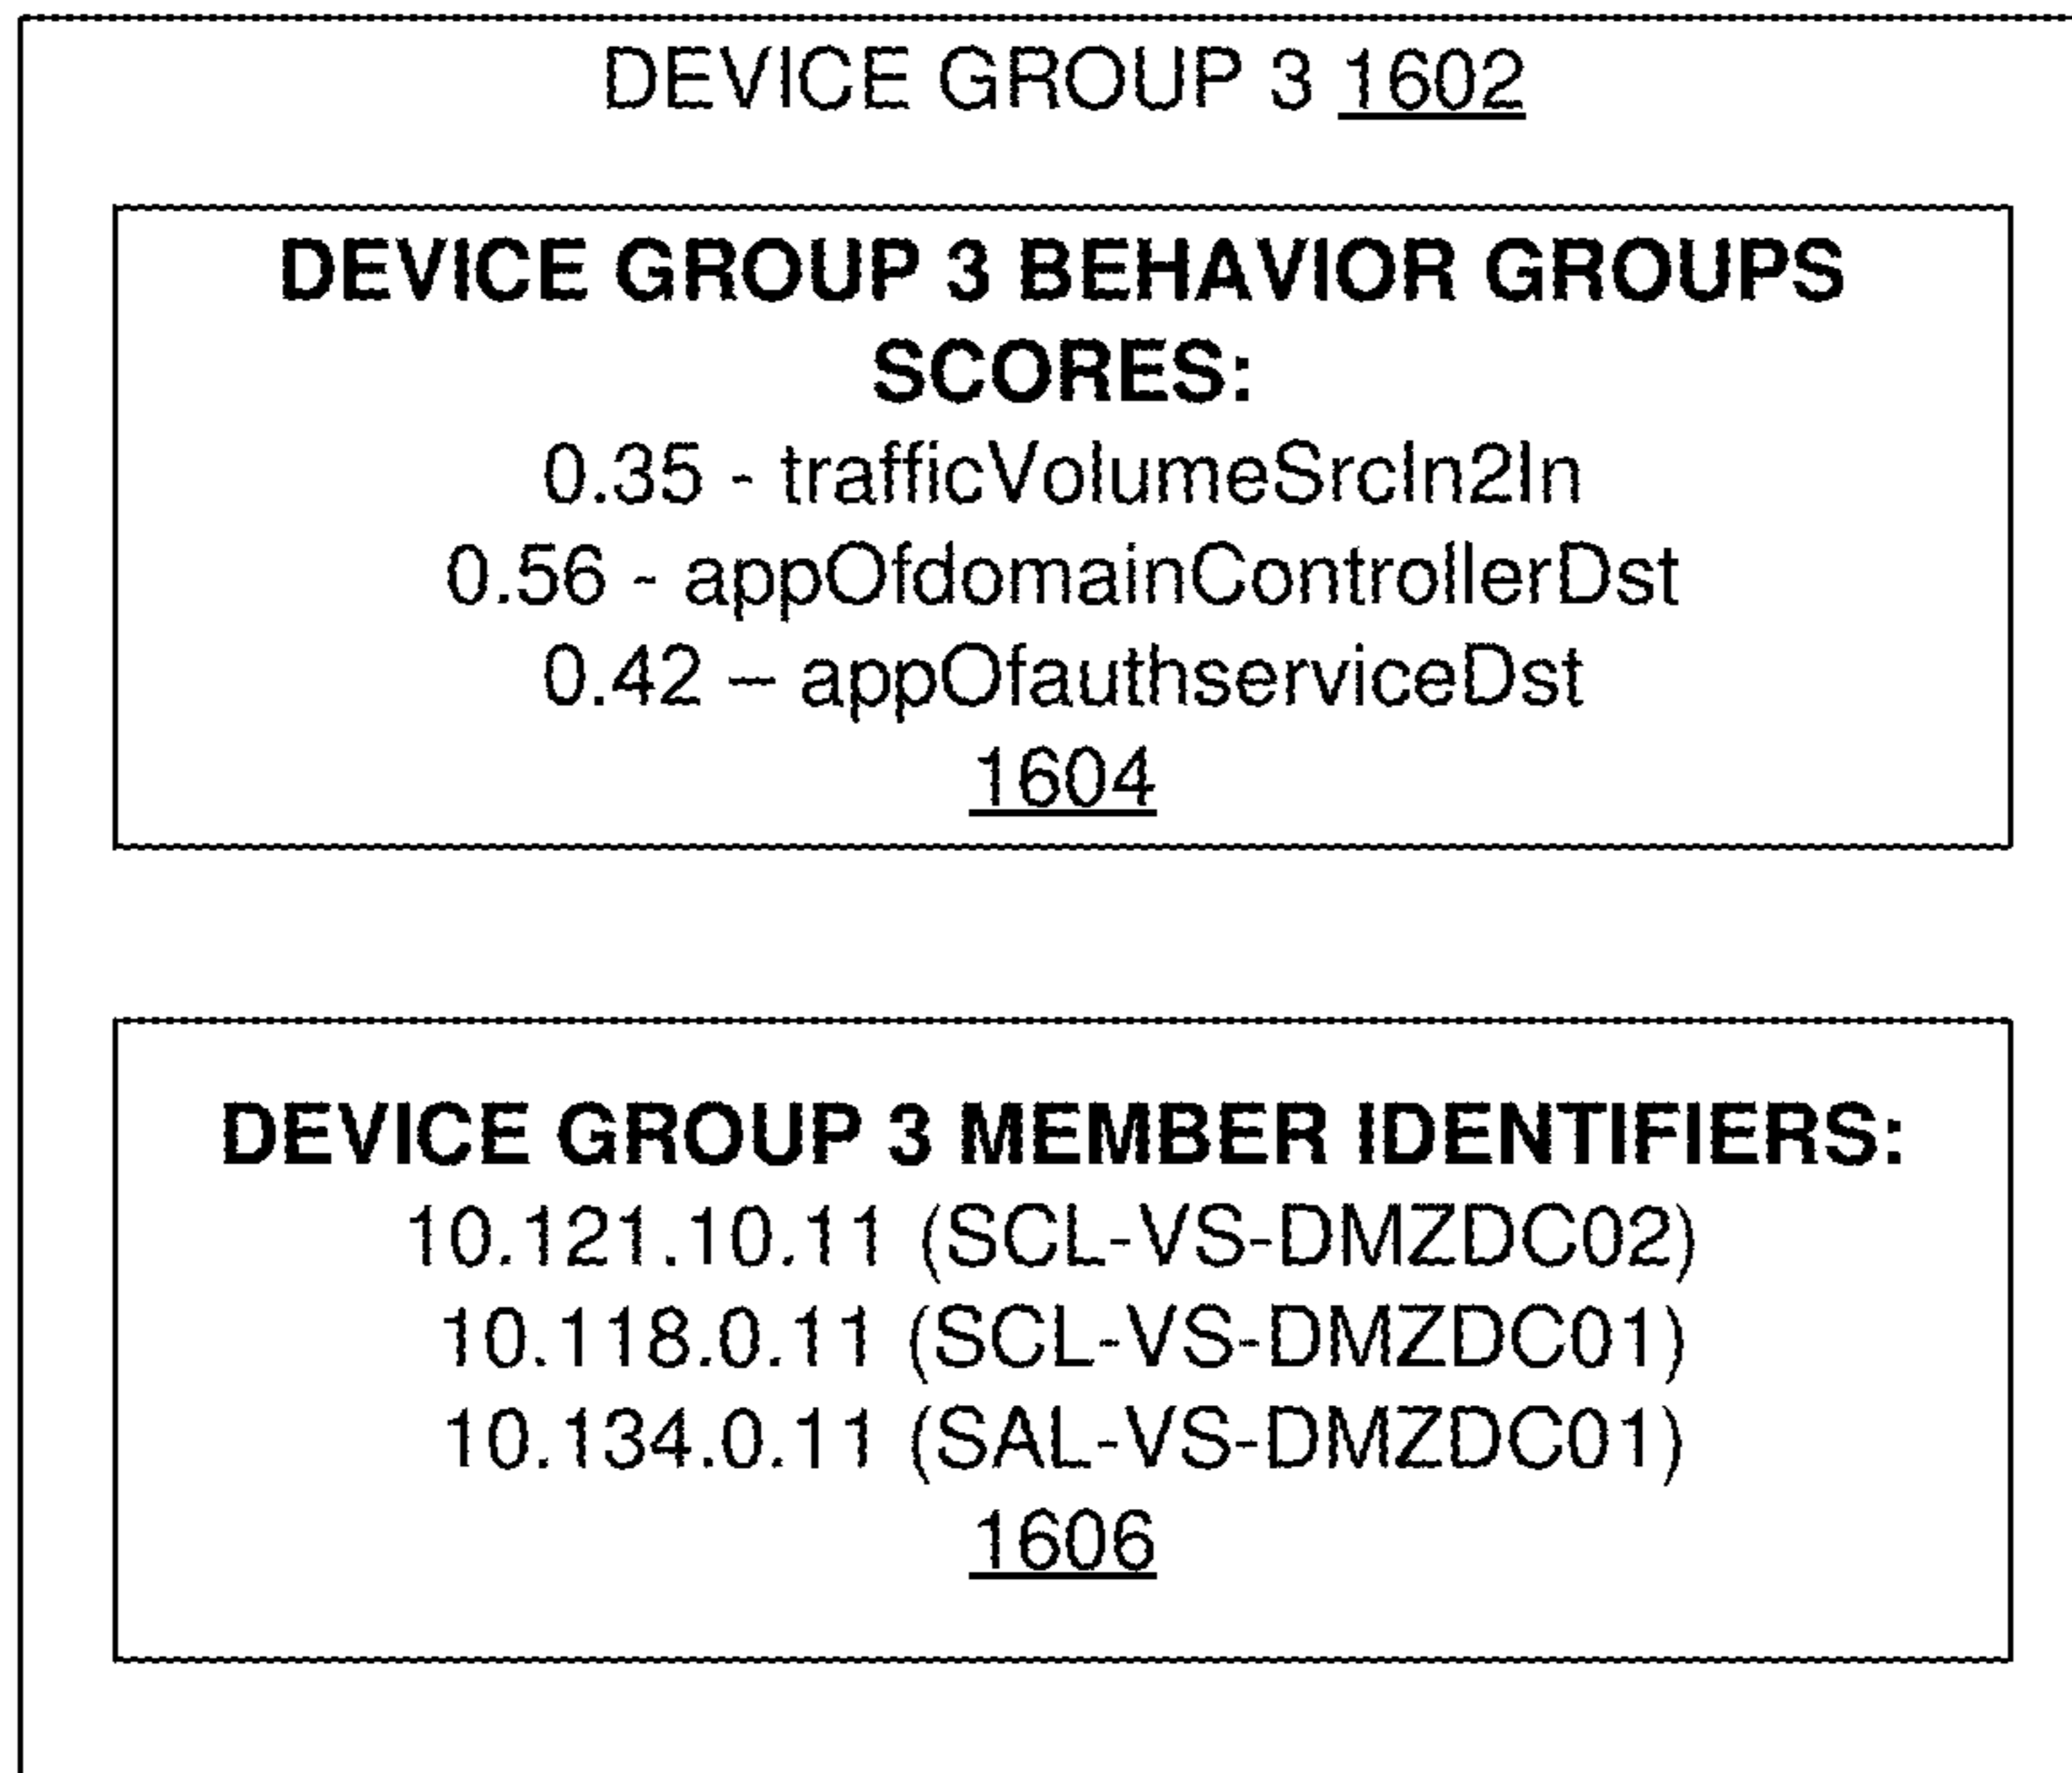 DEVICE GROUP 3 1602
DEVICE GROUP 3 BEHAVIOR GROUPS
SCORES:
0.35 - trafficVolumeSrcIn2In
0.56 - appOfdomainControllerDst
0.42 – appOfauthserviceDst
1604
DEVICE GROUP 3 MEMBER IDENTIFIERS:
10.121.10.11 (SCL-VS-DMZDC02)
10.118.0.11 (SCL-VS-DMZDC01)
10.134.0.11 (SAL-VS-DMZDC01)
1606